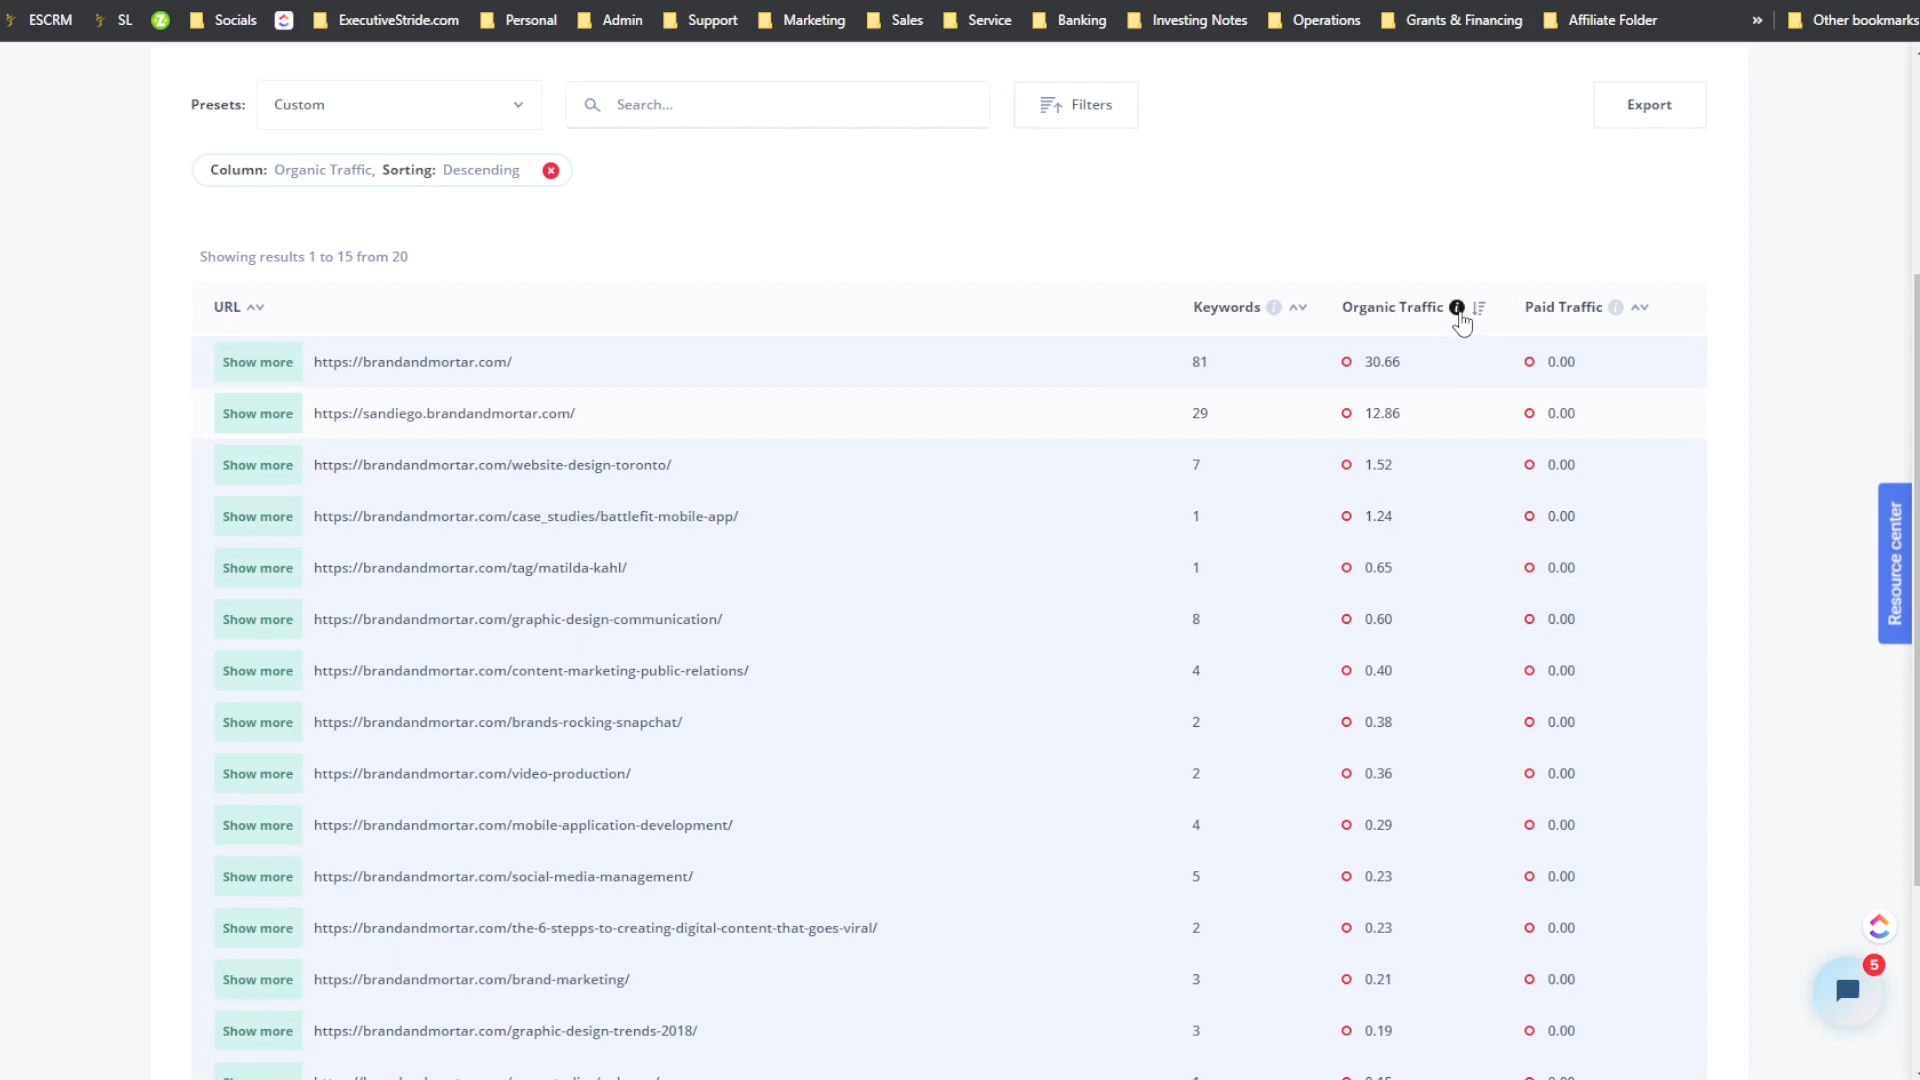 ESCRM SL Socials ExecutiveStride.com Personal Admin Support Marketing Sales Service Banking Investing Notes Operations Grants & Financing Affiliate Folder » Other bookmarks
Presets: Custom Search... Filters Export
Column: Organic Traffic, Sorting: Descending
Showing results 1 to 15 from 20
URL Keywords Organic Traffic Paid Traffic
Show more https://brandandmortar.com/ 81 30.66 0.00
Show more https://sandiego.brandandmortar.com/ 29 12.86 0.00
Show more https://brandandmortar.com/website-design-toronto/ 7 1.52 0.00
Show more https://brandandmortar.com/case_studies/battlefit-mobile-app/ 1 1.24 0.00
Show more https://brandandmortar.com/tag/matilda-kahl/ 1 0.65 0.00
Show more https://brandandmortar.com/graphic-design-communication/ 8 0.60 0.00
Show more https://brandandmortar.com/content-marketing-public-relations/ 4 0.40 0.00
Show more https://brandandmortar.com/brands-rocking-snapchat/ 2 0.38 0.00
Show more https://brandandmortar.com/video-production/ 2 0.36 0.00
Show more https://brandandmortar.com/mobile-application-development/ 4 0.29 0.00
Show more https://brandandmortar.com/social-media-management/ 5 0.23 0.00
Show more https://brandandmortar.com/the-6-stepps-to-creating-digital-content-that-goes-viral/ 2 0.23 0.00
Show more https://brandandmortar.com/brand-marketing/ 3 0.21 0.00
Show more https://brandandmortar.com/graphic-design-trends-2018/ 3 0.19 0.00
Resource center
5